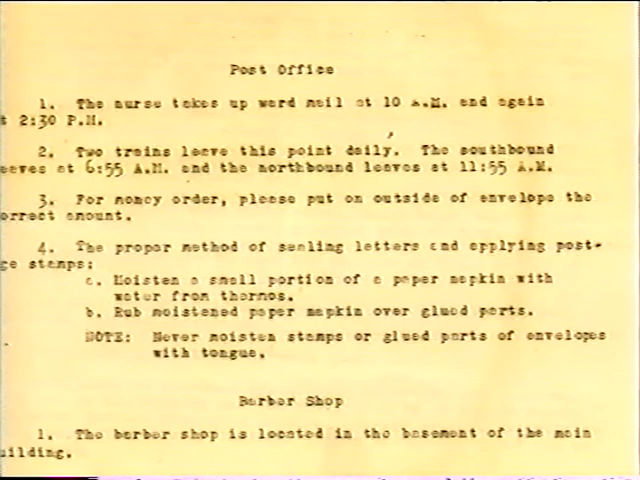 Post Office
1. The nurse takes up ward mail at 10 A.M. and again
t 2:30 P.M.
2. Two trains leave this point daily. The southbound
eaves at 6:55 A.M. and the northbound leaves at 11:55 A.M.
3. For money order, please put on outside of envelope the
orrect amount.
4. The proper method of sealing letters and applying post-
ge stamps:
a. Moisten a small portion of a paper napkin with
water from thermos.
b. Rub moistened paper napkin over glued parts.
NOTE: Never moisten stamps or glued parts of envelopes
with tongue.
Barber Shop
1. The barber shop is located in the basement of the main
uilding.